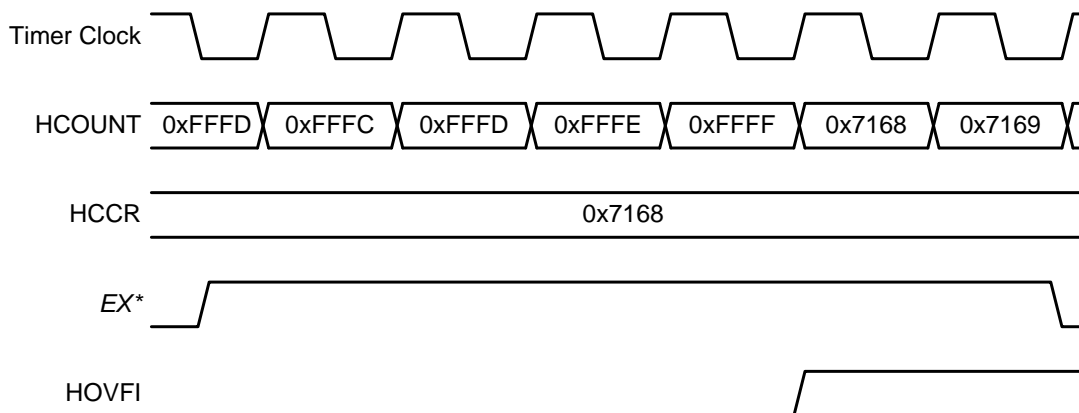 Timer Clock
HCOUNT 0xFFFD 0xFFFC 0xFFFD 0xFFFE 0xFFFF 0x7168 0x7169
HCCR 0x7168
EX*
HOVFI